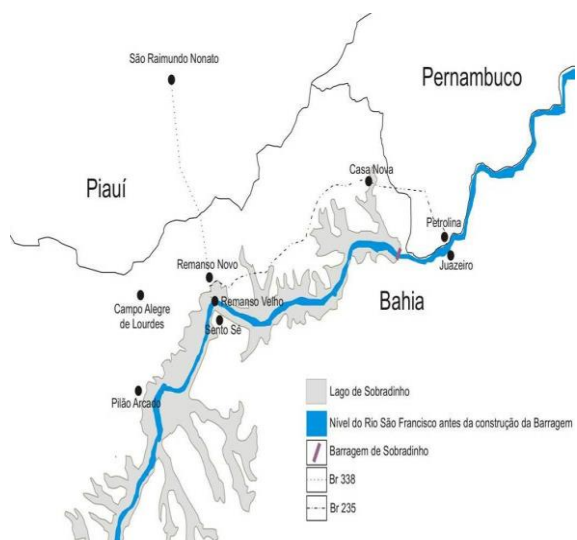 São Raimundo Nonato
Pernambuco
Piauí
Casa Nova
Petrolina
Juazeiro
Remanso Novo
Bahia
Remanso Velho
Campo Alegre
de Lourdes
Sento Sé
Pilão Arcado
Lago de Sobradinho
Nível do Rio São Francisco antes da construção da Barragem
Barragem de Sobradinho
Br 338
Br 235